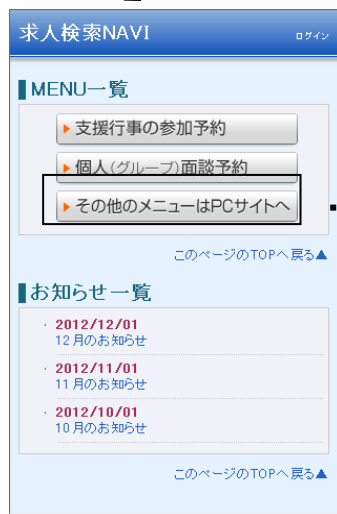 求人検索NAVI
ログイン
MENU一覧
支援行事の参加予約
個人(グループ)面談予約
その他のメニューはPCサイトへ
このページのTOPへ戻る▲
お知らせ一覧
· 2012/12/01
12月のお知らせ
· 2012/11/01
11月のお知らせ
· 2012/10/01
10月のお知らせ
このページのTOPへ戻る▲